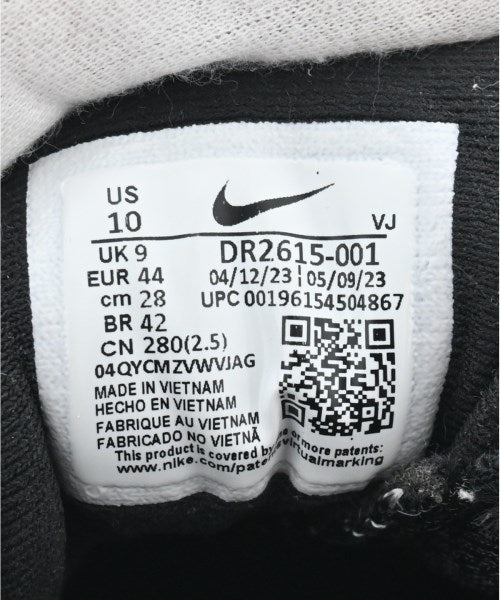 US
10
VJ
UK 9
DR2615-001
EUR 44
04/12/23 05/09/23
cm 28
UPC 00196154504867
BR 42
CN 280(2.5)
04QYCMZVWVJAG
MADE IN VIETNAM
HECHO EN VIETNAM
FABRIQUE AU VIETNAM
FABRICADO NO VIETNÃ
This product is covered by or more patents:
www.nike.com/pate virtualmarking